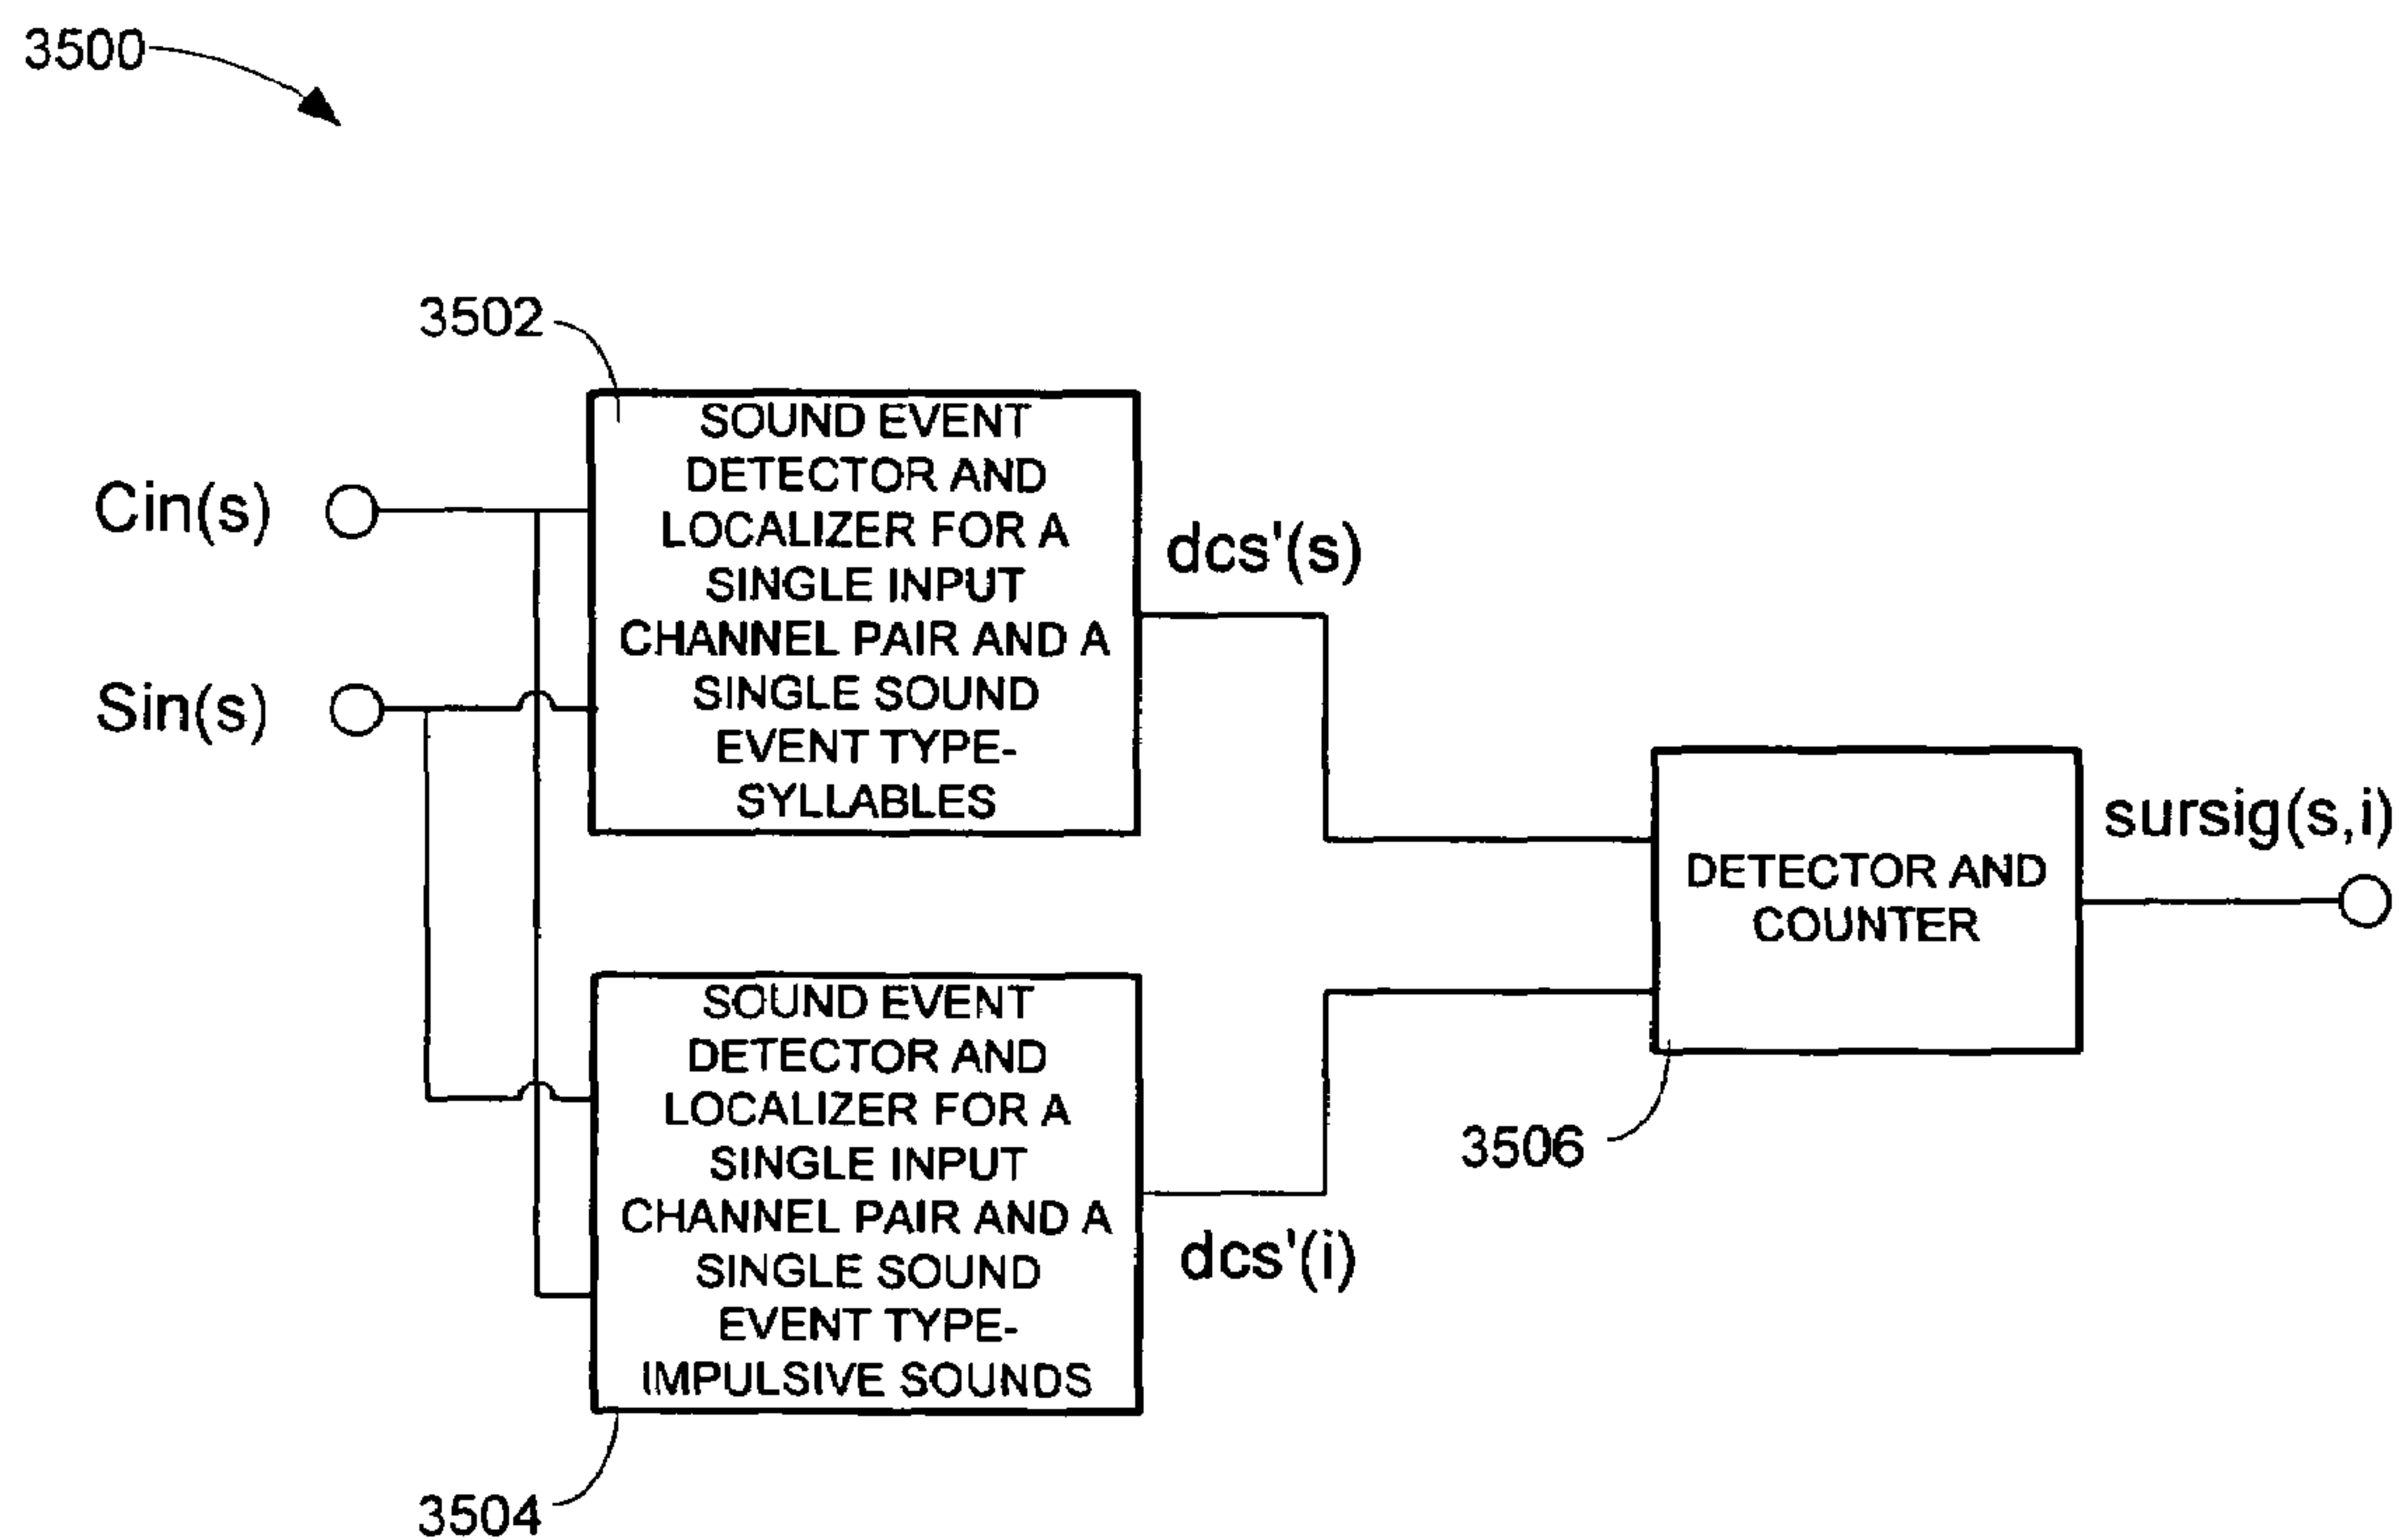 3500
3502
SOUND EVENT
DETECTOR AND
LOCALIZER FOR A
SINGLE INPUT
CHANNEL PAIR AND A
SINGLE SOUND
EVENT TYPE-
SYLLABLES
Cin(s)
Sin(s)
dcs'(s)
SOUND EVENT
DETECTOR AND
LOCALIZER FOR A
SINGLE INPUT
CHANNEL PAIR AND A
SINGLE SOUND
EVENT TYPE-
IMPULSIVE SOUNDS
3504
dcs'(i)
DETECTOR AND
COUNTER
3506
sursig(s,i)